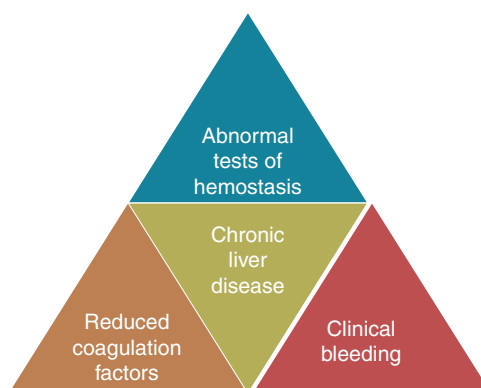 Abnormal
tests of
hemostasis
Chronic
liver
disease
Reduced
coagulation
factors
Clinical
bleeding